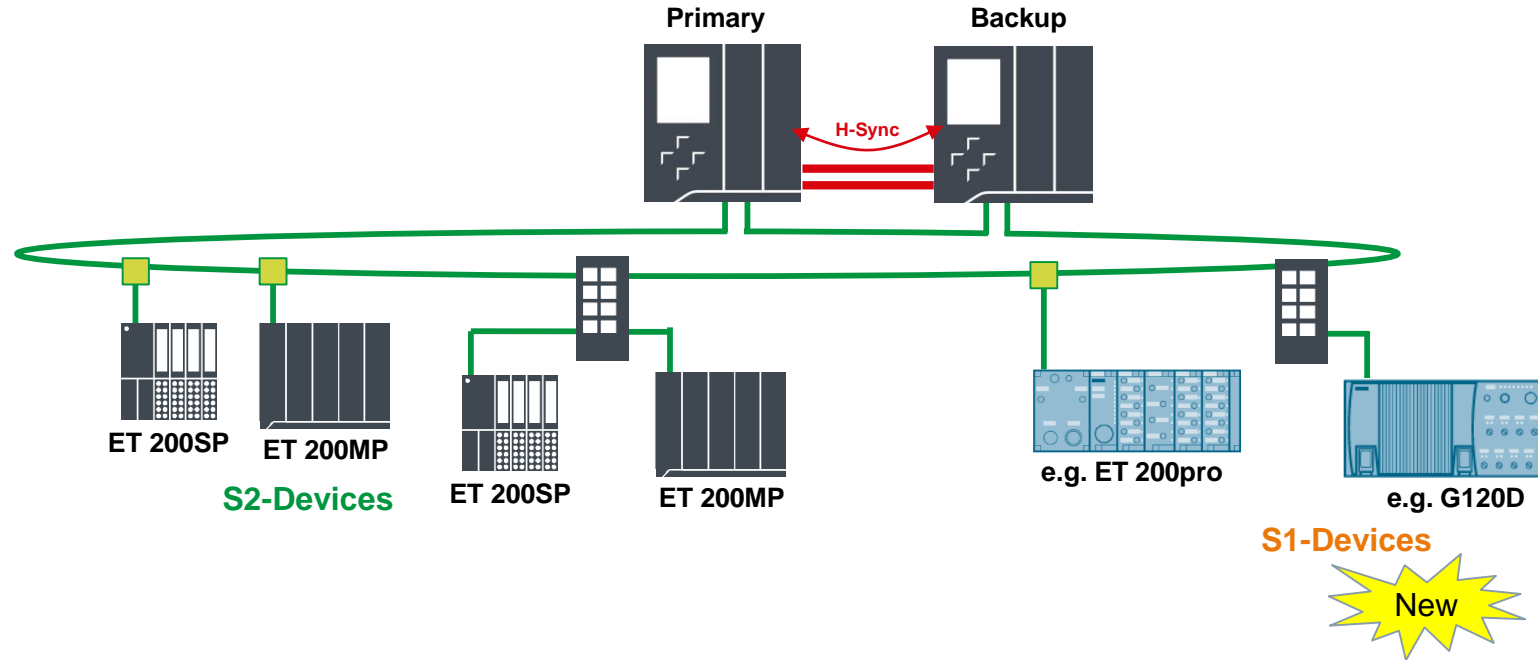 Primary
Backup
H-Sync
ET 200SP
ET 200MP
ET 200SP
ET 200MP
e.g. ET 200pro
e.g. G120D
S2-Devices
S1-Devices
New